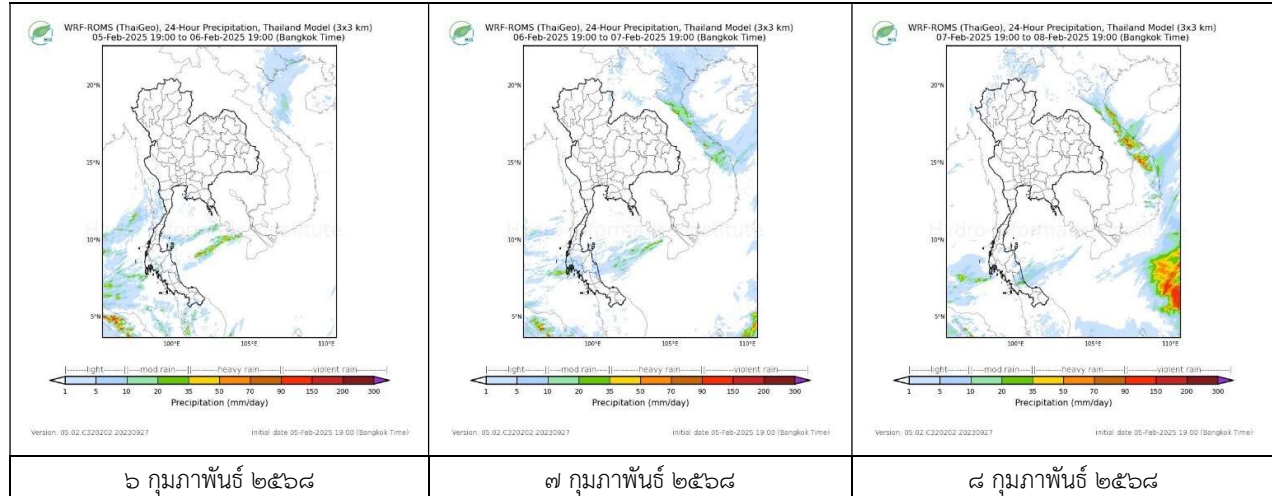 WRF-ROMS (ThaiGeo), 24-Hour Precipitation, Thailand Model (3x3 km)
05-Feb-2025 19:00 to 06-Feb-2025 19:00 (Bangkok Time)
20°N
15°N
10°N
5°N
100°E 105°E 110°E
light mod rain heavy rain violent rain
1 5 10 20 35 50 70 90 150 200 300
Precipitation (mm/day)
Version: 05.02.C320202 20230927 initial date 05-Feb-2025 19:00 (Bangkok Time)
๖ กุมภาพันธ์ ๒๕๖๘
WRF-ROMS (ThaiGeo), 24-Hour Precipitation, Thailand Model (3x3 km)
06-Feb-2025 19:00 to 07-Feb-2025 19:00 (Bangkok Time)
20°N
15°N
10°N
5°N
100°E 105°E 110°E
light mod rain heavy rain violent rain
1 5 10 20 35 50 70 90 150 200 300
Precipitation (mm/day)
Version: 05.02.C320202 20230927 initial date 05-Feb-2025 19:00 (Bangkok Time)
๗ กุมภาพันธ์ ๒๕๖๘
WRF-ROMS (ThaiGeo), 24-Hour Precipitation, Thailand Model (3x3 km)
07-Feb-2025 19:00 to 08-Feb-2025 19:00 (Bangkok Time)
20°N
15°N
10°N
5°N
100°E 105°E 110°E
light mod rain heavy rain violent rain
1 5 10 20 35 50 70 90 150 200 300
Precipitation (mm/day)
Version: 05.02.C320202 20230927 initial date 05-Feb-2025 19:00 (Bangkok Time)
๘ กุมภาพันธ์ ๒๕๖๘